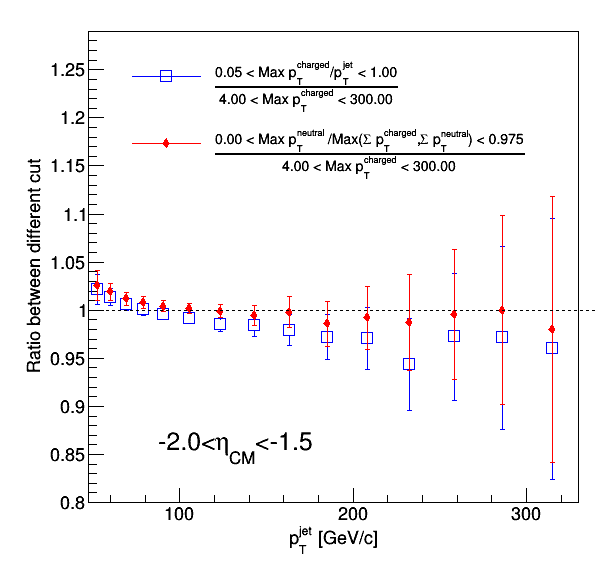 0.05 < Max p_T^charged/p_T^jet < 1.00
4.00 < Max p_T^charged < 300.00
0.00 < Max p_T^neutral/Max(Σ p_T^charged,Σ p_T^neutral) < 0.975
4.00 < Max p_T^charged < 300.00
Ratio between different cut
1.25
1.2
1.15
1.1
1.05
1
0.95
0.9
0.85
0.8
-2.0<η_CM<-1.5
100
200
300
p_T^jet [GeV/c]